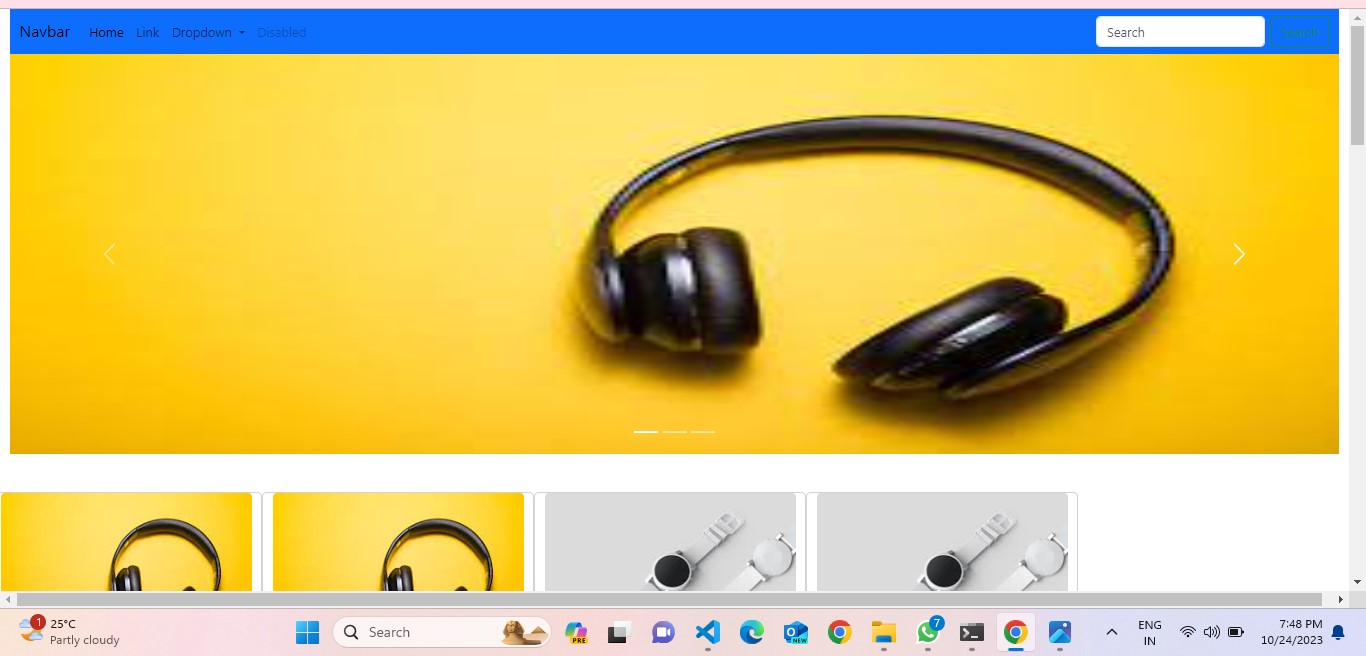 Navbar Home Link Dropdown Disabled Search Search
1 25°C
Partly cloudy
Search
PRE
NEW
7
ENG
IN
7:48 PM
10/24/2023